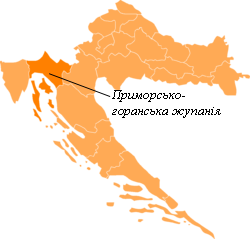 Приморсько-
горанська жупанія